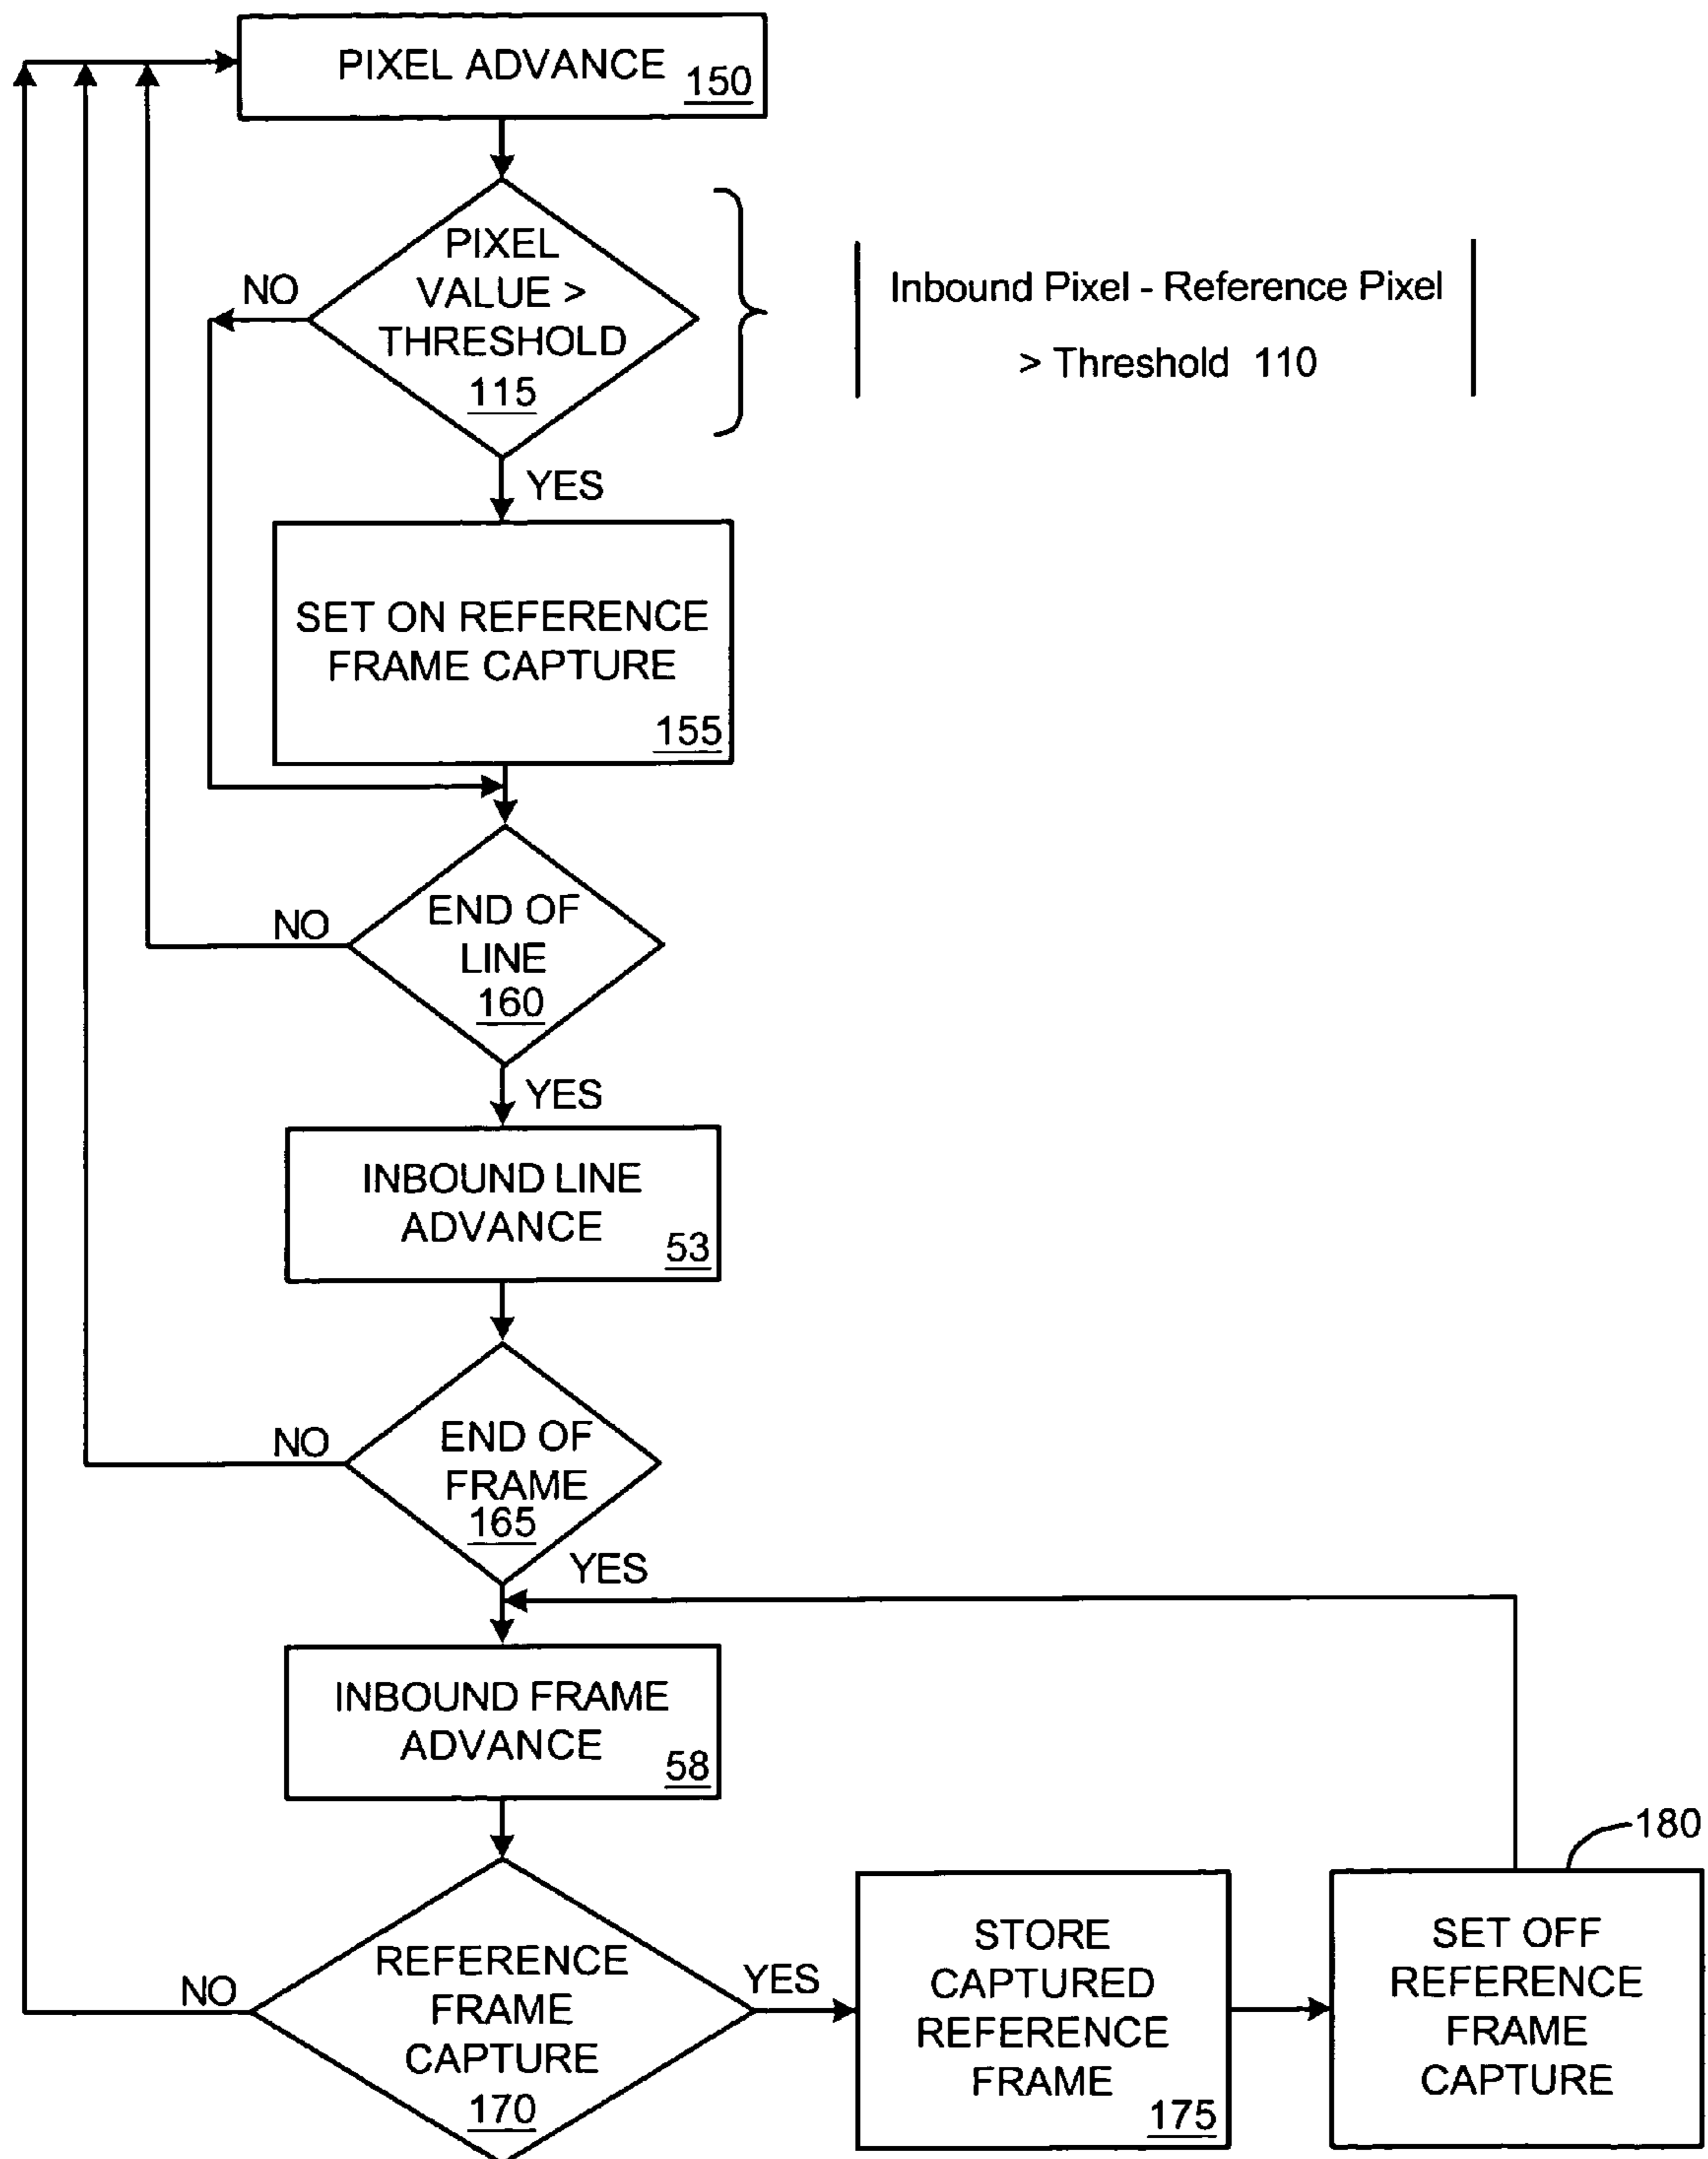 PIXEL ADVANCE
150
PIXEL
VALUE >
THRESHOLD
115
NO
Inbound Pixel - Reference Pixel
> Threshold 110
YES
SET ON REFERENCE
FRAME CAPTURE
155
END OF
LINE
160
NO
YES
INBOUND LINE
ADVANCE
53
END OF
FRAME
165
NO
YES
INBOUND FRAME
ADVANCE
58
REFERENCE
FRAME
CAPTURE
170
NO
YES
STORE
CAPTURED
REFERENCE
FRAME
175
180
SET OFF
REFERENCE
FRAME
CAPTURE